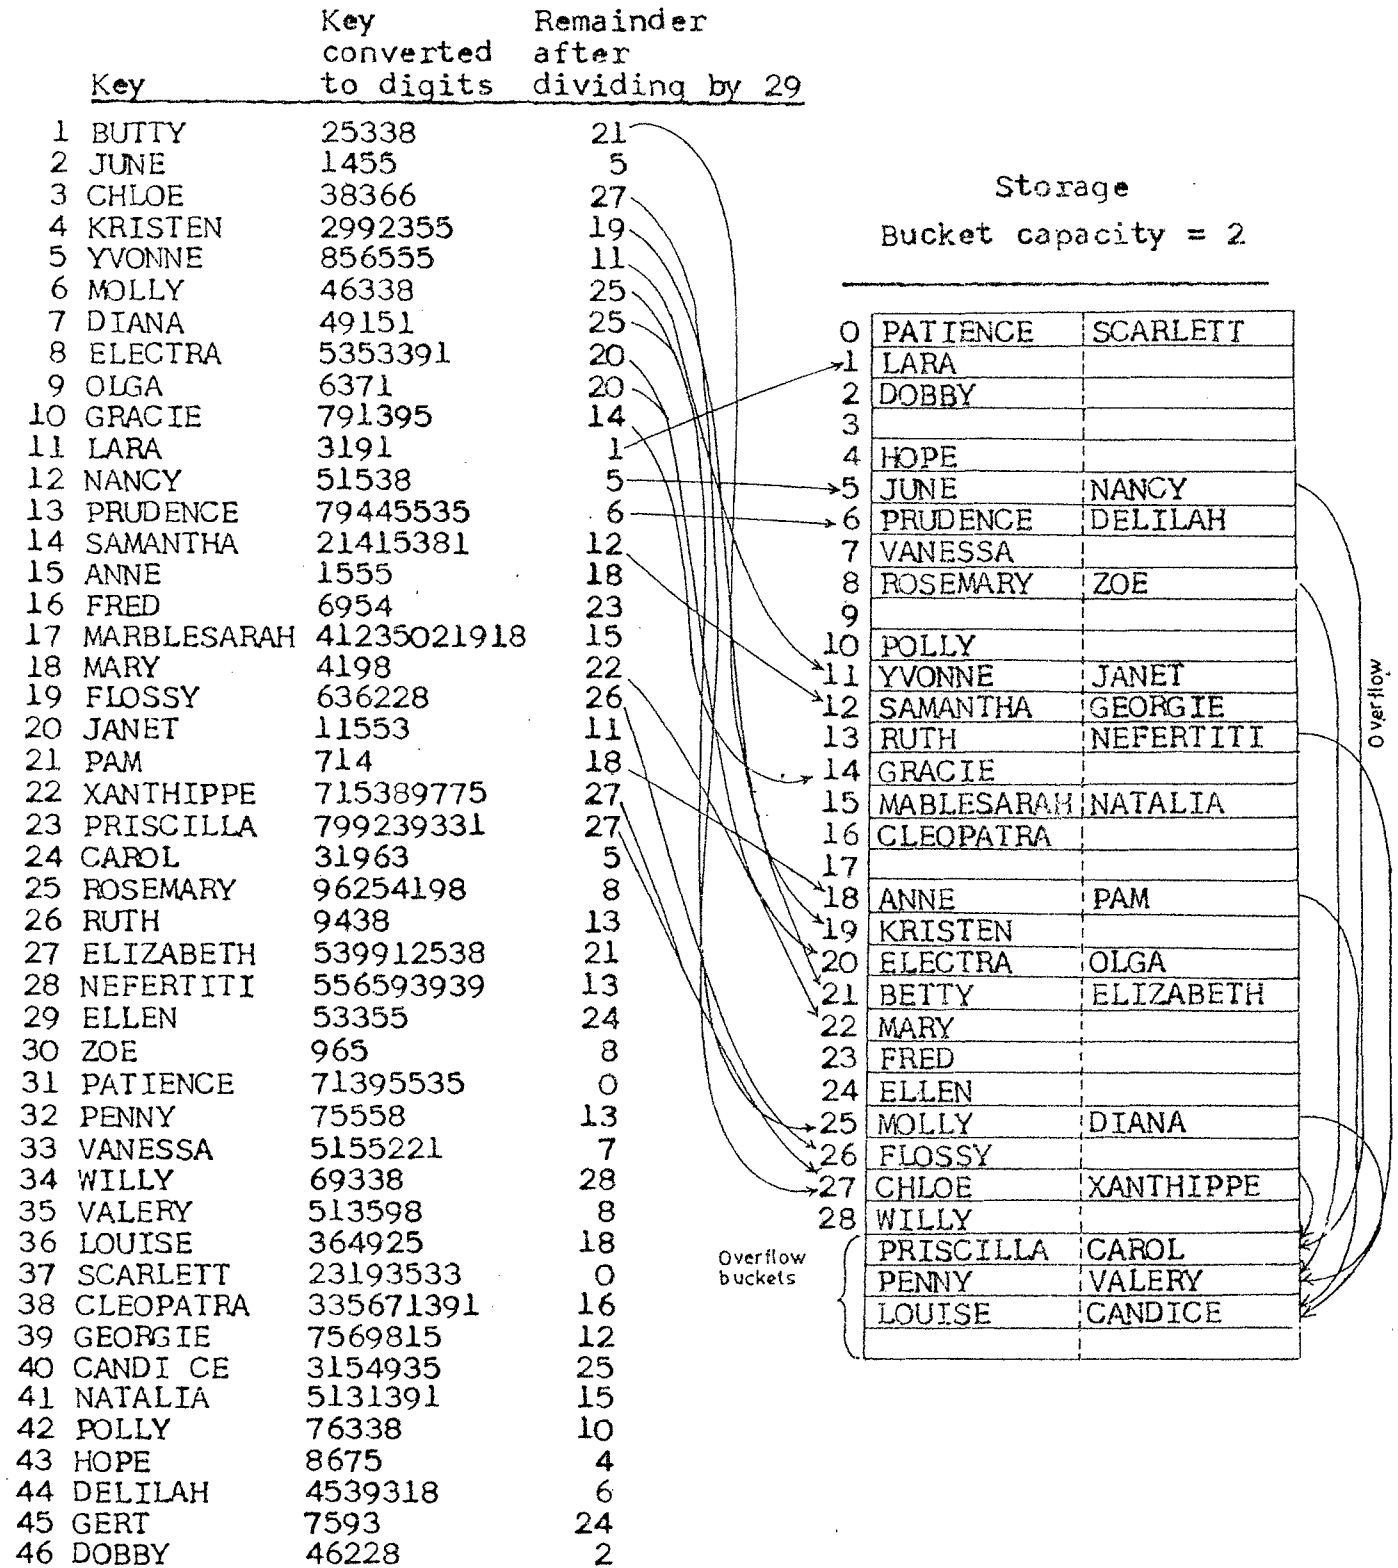 Key Remainder
converted after
Key to digits dividing by 29
1 BUTTY 25338 21
2 JUNE 1455 5
3 CHLOE 38366 27
4 KRISTEN 2992355 19
5 YVONNE 856555 11
6 MOLLY 46338 25
7 DIANA 49151 25
8 ELECTRA 5353391 20
9 OLGA 6371 20
10 GRACIE 791395 14
11 LARA 3191 1
12 NANCY 51538 5
13 PRUDENCE 79445535 6
14 SAMANTHA 21415381 12
15 ANNE 1555 18
16 FRED 6954 23
17 MARBLESARAH 41235021918 15
18 MARY 4198 22
19 FLOSSY 636228 26
20 JANET 11553 11
21 PAM 714 18
22 XANTHIPPE 715389775 27
23 PRISCILLA 799239331 27
24 CAROL 31963 5
25 ROSEMARY 96254198 8
26 RUTH 9438 13
27 ELIZABETH 539912538 21
28 NEFERTITI 556593939 13
29 ELLEN 53355 24
30 ZOE 965 8
31 PATIENCE 71395535 0
32 PENNY 75558 13
33 VANESSA 5155221 7
34 WILLY 69338 28
35 VALERY 513598 8
36 LOUISE 364925 18
37 SCARLETT 23193533 0
38 CLEOPATRA 335671391 16
39 GEORGIE 7569815 12
40 CANDI CE 3154935 25
41 NATALIA 5131391 15
42 POLLY 76338 10
43 HOPE 8675 4
44 DELILAH 4539318 6
45 GERT 7593 24
46 DOBBY 46228 2
Storage
Bucket capacity = 2
0 PATIENCE SCARLETT
1 LARA
2 DOBBY
3
4 HOPE
5 JUNE NANCY
6 PRUDENCE DELILAH
7 VANESSA
8 ROSEMARY ZOE
9
10 POLLY
11 YVONNE JANET
12 SAMANTHA GEORGIE
13 RUTH NEFERTITI
14 GRACIE
15 MABLESARAH NATALIA
16 CLEOPATRA
17
18 ANNE PAM
19 KRISTEN
20 ELECTRA OLGA
21 BETTY ELIZABETH
22 MARY
23 FRED
24 ELLEN
25 MOLLY DIANA
26 FLOSSY
27 CHLOE XANTHIPPE
28 WILLY
PRISCILLA CAROL
PENNY VALERY
LOUISE CANDICE
Overflow
buckets
Overflow